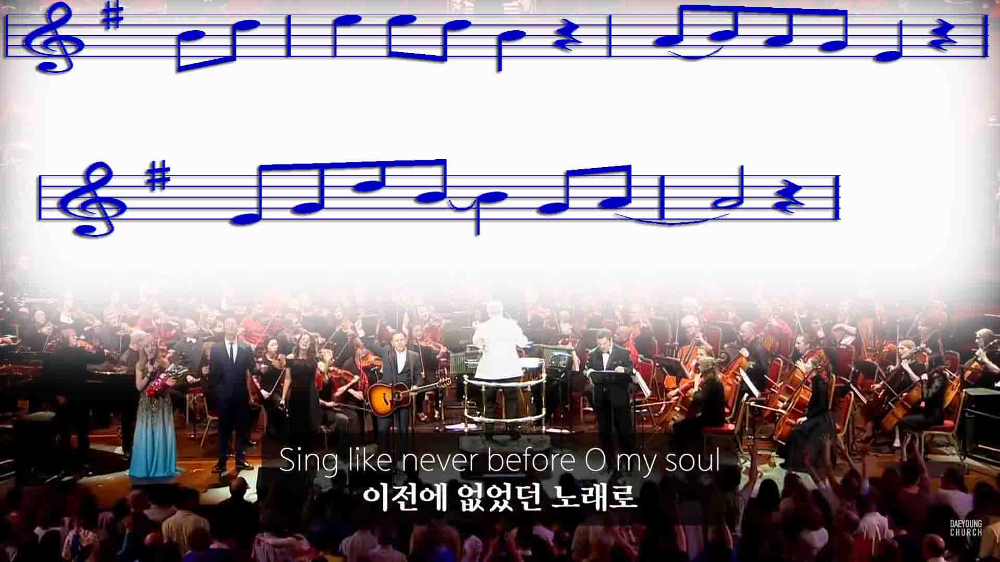 Sing like never before O my soul
이전에 없었던 노래로
DAEYOUNG
CHURCH